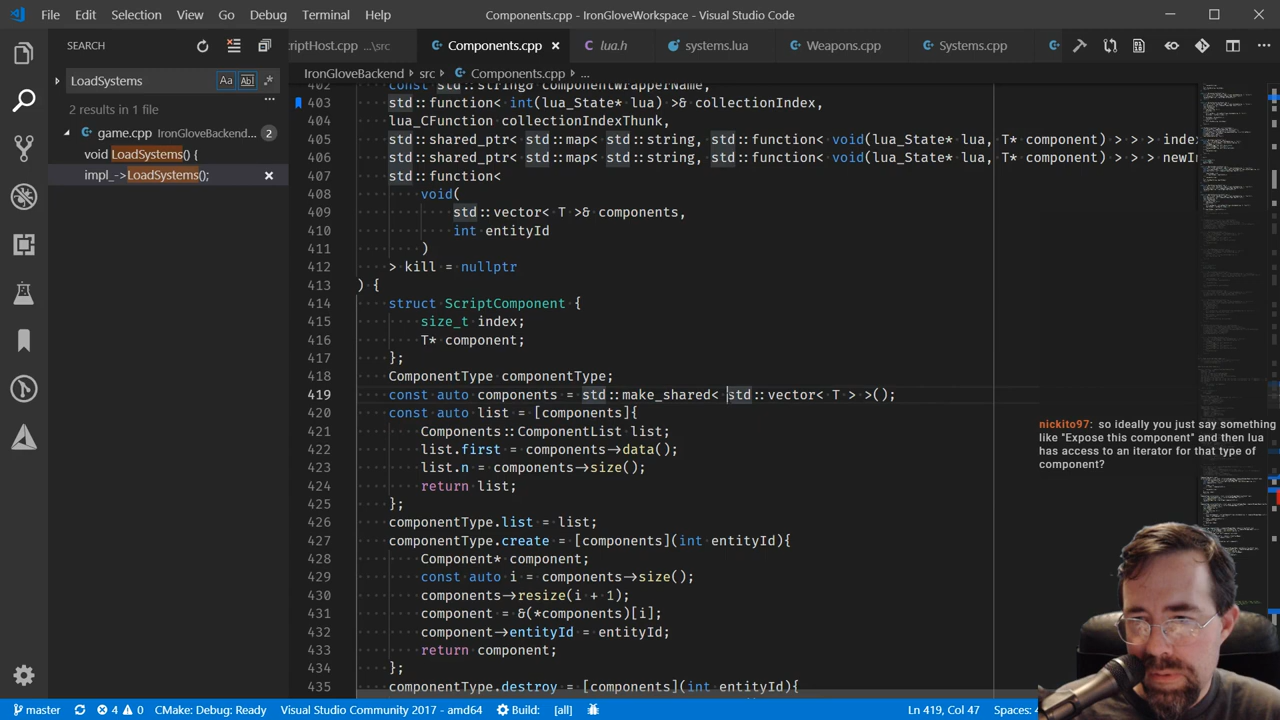 File Edit Selection View Go Debug Terminal Help Components.cpp - IronGloveWorkspace - Visual Studio Code
SEARCH
LoadSystems
Aa Abl .*
2 results in 1 file
game.cpp IronGloveBackend... 2
void LoadSystems() {
impl_->LoadSystems();
criptHost.cpp ...\src Components.cpp lua.h systems.lua Weapons.cpp Systems.cpp
IronGloveBackend > src > Components.cpp > ...
402 const std::string& componentWrapperName,
403 std::function< int(lua_State* lua) >& collectionIndex,
404 lua_CFunction collectionIndexThunk,
405 std::shared_ptr< std::map< std::string, std::function< void(lua_State* lua, T* component) > > > inde
406 std::shared_ptr< std::map< std::string, std::function< void(lua_State* lua, T* component) > > > newI
407 std::function<
408 void(
409 std::vector< T >& components,
410 int entityId
411 )
412 > kill = nullptr
413 ) {
414 struct ScriptComponent {
415 size_t index;
416 T* component;
417 };
418 ComponentType componentType;
419 const auto components = std::make_shared< std::vector< T > >();
420 const auto list = [components]{
421 Components::ComponentList list;
422 list.first = components->data();
423 list.n = components->size();
424 return list;
425 };
426 componentType.list = list;
427 componentType.create = [components](int entityId){
428 Component* component;
429 const auto i = components->size();
430 components->resize(i + 1);
431 component = &(*components)[i];
432 component->entityId = entityId;
433 return component;
434 };
435 componentType.destroy = [components](int entityId){
nickito97: so ideally you just say something
like "Expose this component" and then lua
has access to an iterator for that type of
component?
master 4 0 CMake: Debug: Ready Visual Studio Community 2017 - amd64 Build: [all] Ln 419, Col 47 Spaces: